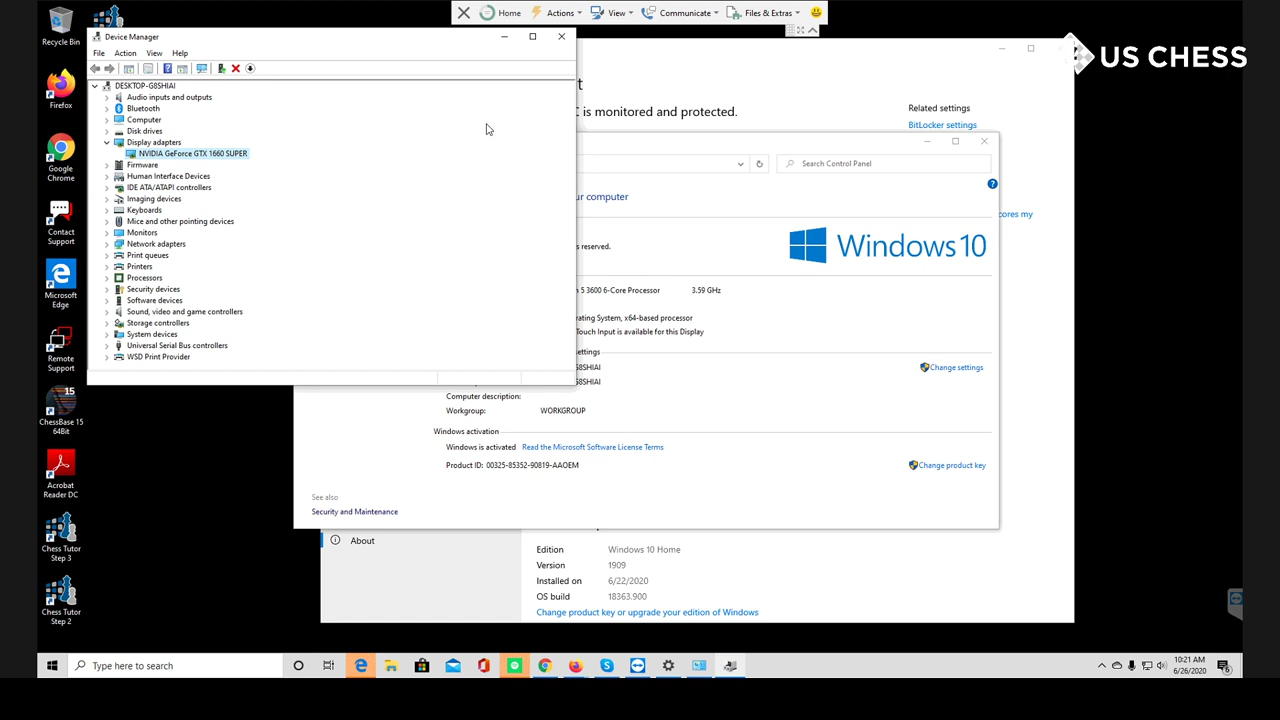 Home
Actions
View
Communicate
Files & Extras
US CHESS
Recycle Bin
Firefox
Google
Chrome
Contact
Support
Microsoft
Edge
Remote
Support
15
ChessBase 15
64Bit
Acrobat
Reader DC
Chess Tutor
Step 3
Chess Tutor
Step 2
Device Manager
File Action View Help
DESKTOP-G8SHIAI
Audio inputs and outputs
Bluetooth
Computer
Disk drives
Display adapters
NVIDIA GeForce GTX 1660 SUPER
Firmware
Human Interface Devices
IDE ATA/ATAPI controllers
Imaging devices
Keyboards
Mice and other pointing devices
Monitors
Network adapters
Print queues
Printers
Processors
Security devices
Software devices
Sound, video and game controllers
Storage controllers
System devices
Universal Serial Bus controllers
WSD Print Provider
t
C is monitored and protected.
Related settings
BitLocker settings
Search Control Panel
ur computer
cores my
s reserved.
Windows 10
n 5 3600 6-Core Processor 3.59 GHz
rating System, x64-based processor
Touch Input is available for this Display
ettings
G8SHIAI
Change settings
G8SHIAI
Computer description:
Workgroup: WORKGROUP
Windows activation
Windows is activated Read the Microsoft Software License Terms
Product ID: 00325-85352-90819-AAOEM
Change product key
See also
Security and Maintenance
About
Edition Windows 10 Home
Version 1909
Installed on 6/22/2020
OS build 18363.900
Change product key or upgrade your edition of Windows
Type here to search
10:21 AM
6/26/2020
6